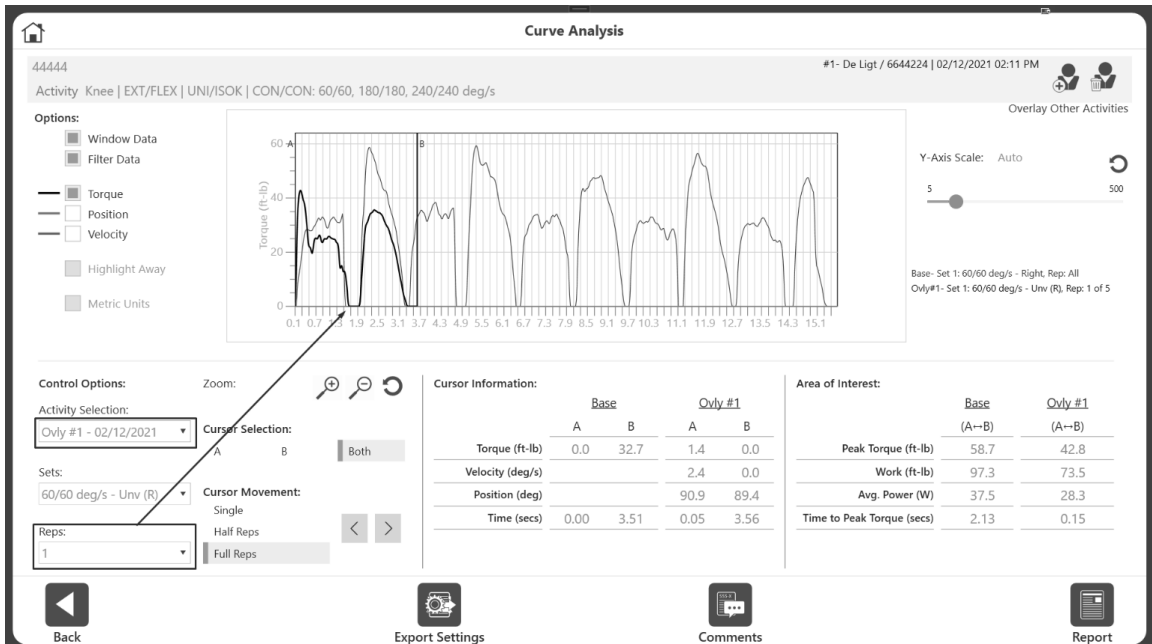 Curve Analysis
44444
#1- De Ligt / 6644224 | 02/12/2021 02:11 PM
Activity Knee | EXT/FLEX | UNI/ISOK | CON/CON: 60/60, 180/180, 240/240 deg/s
Overlay Other Activities
Options:
Window Data
Filter Data
Torque
Position
Velocity
Highlight Away
Metric Units
Torque (ft-lb)
60
40
20
0
A
B
0.1 0.7 1.3 1.9 2.5 3.1 3.7 4.3 4.9 5.5 6.1 6.7 7.3 7.9 8.5 9.1 9.7 10.3 11.1 11.9 12.7 13.5 14.3 15.1
Y-Axis Scale: Auto
5 500
Base- Set 1: 60/60 deg/s - Right, Rep: All
Ovly#1- Set 1: 60/60 deg/s - Unv (R), Rep: 1 of 5
Control Options:
Zoom:
Activity Selection:
Ovly #1 - 02/12/2021
Cursor Selection:
A B Both
Sets:
60/60 deg/s - Unv (R)
Cursor Movement:
Single
Half Reps
Full Reps
Reps:
1
Cursor Information:
Base Ovly #1
A B A B
Torque (ft-lb) 0.0 32.7 1.4 0.0
Velocity (deg/s) 2.4 0.0
Position (deg) 90.9 89.4
Time (secs) 0.00 3.51 0.05 3.56
Area of Interest:
Base Ovly #1
(A↔B) (A↔B)
Peak Torque (ft-lb) 58.7 42.8
Work (ft-lb) 97.3 73.5
Avg. Power (W) 37.5 28.3
Time to Peak Torque (secs) 2.13 0.15
Back
Export Settings
Comments
Report